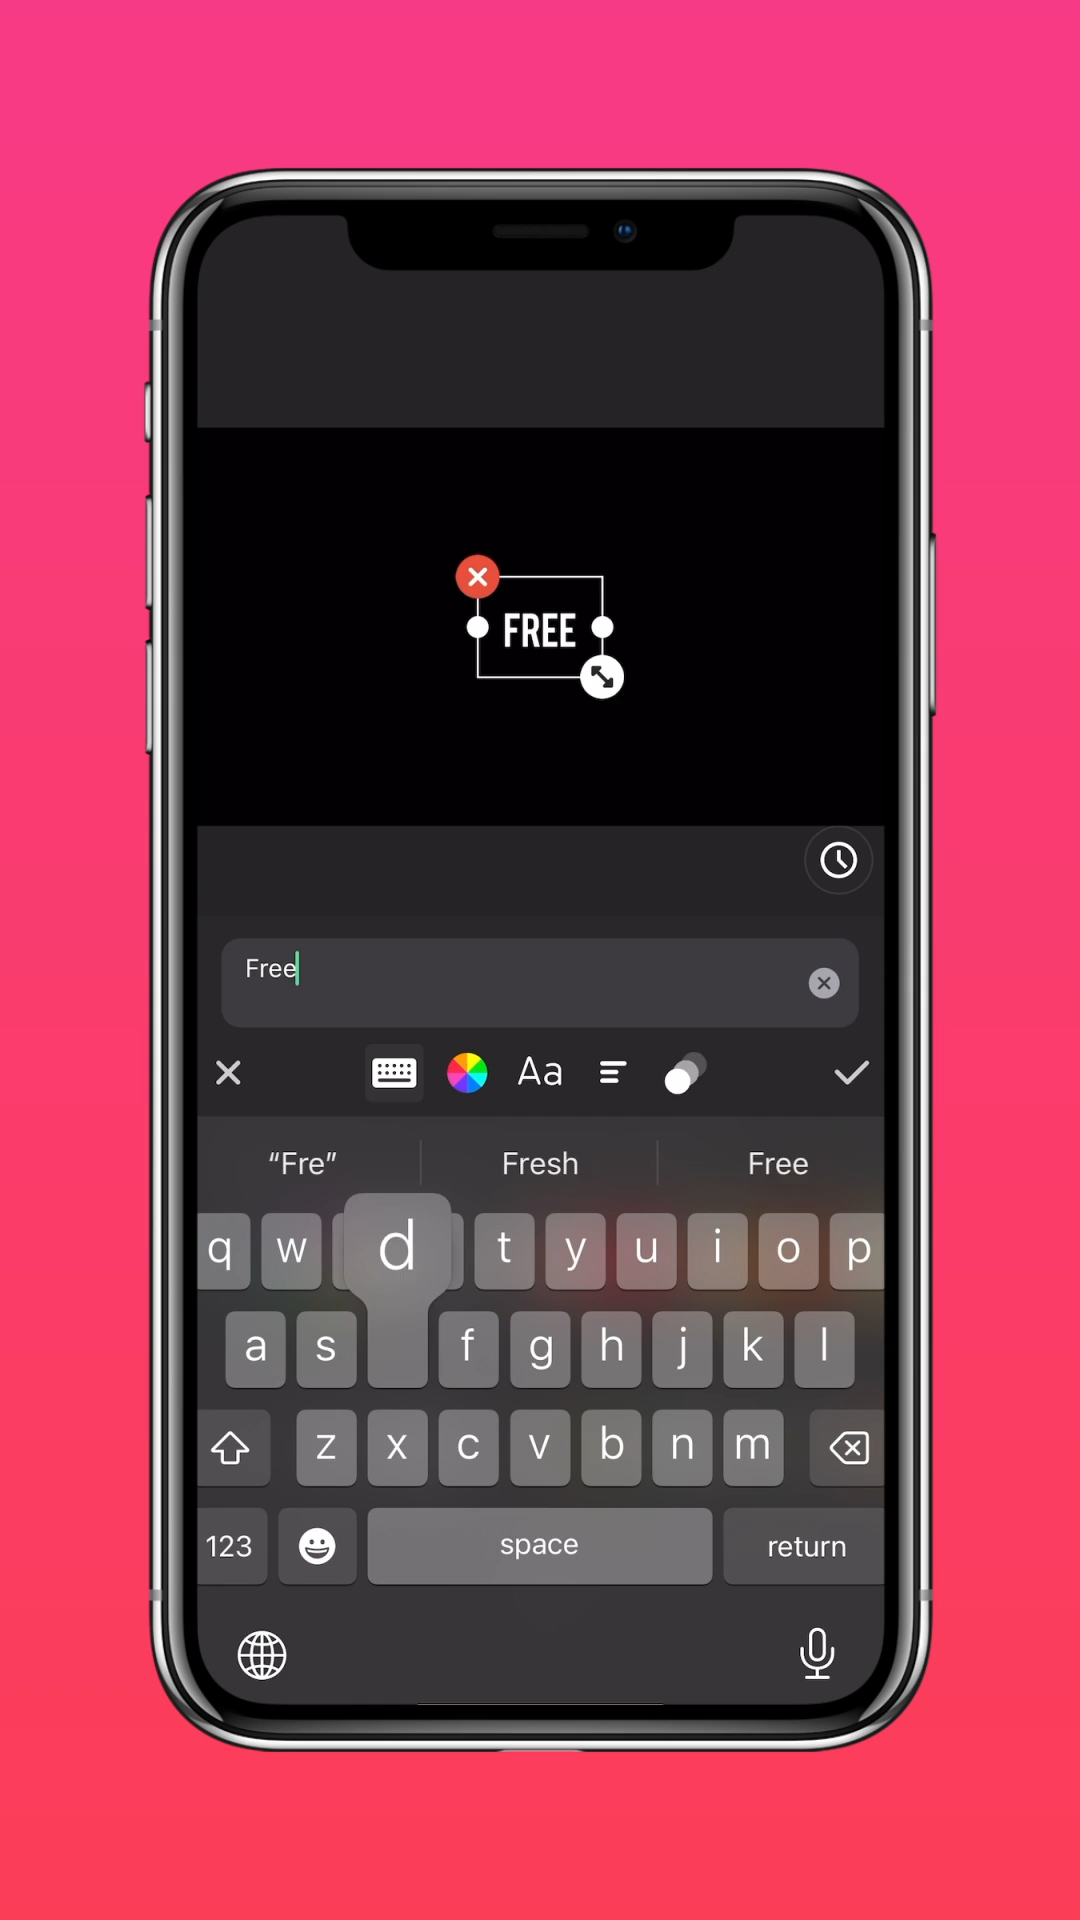 FREE
Free
Aa
“Fre” Fresh Free
q w d t y u i o p
a s f g h j k l
z x c v b n m
123 space return